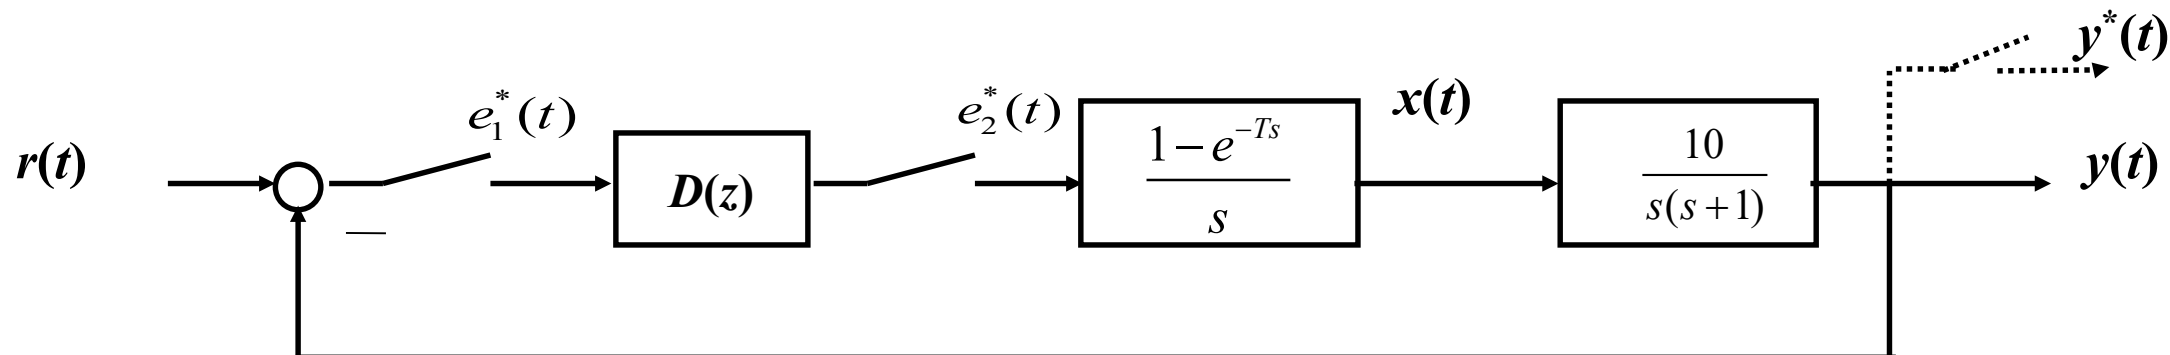 r(t)
e₁*(t)
D(z)
e₂*(t)
1−e^{−Ts}
s
x(t)
10
s(s+1)
y*(t)
y(t)
—